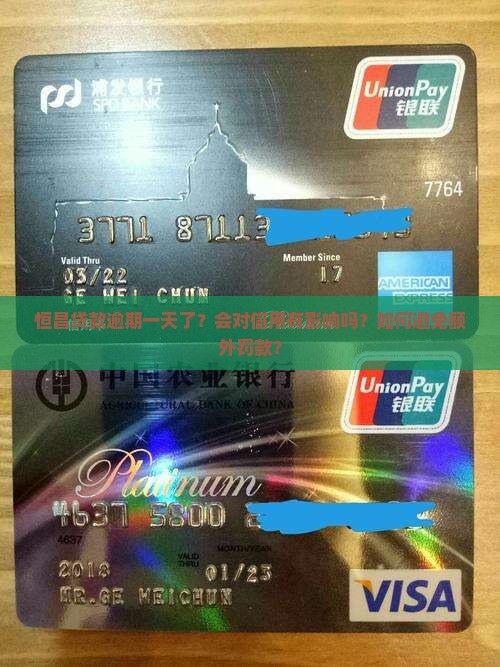 浦发银行
SPD BANK
UnionPay
银联
7764
Valid Thru
Member Since
03/22
17
GE WEI CHUN
AMERICAN
EXPRESS
恒昌贷款逾期一天了?会对信用有影响吗?如何避免额
外罚款?
中国农业银行
AGRICULTURAL BANK OF CHINA
UnionPay
银联
Platinum
4637 5800
4637
MONTH/YEAR
VALID
THRU
2018
01/23
MR.GE WEICHUN
VISA